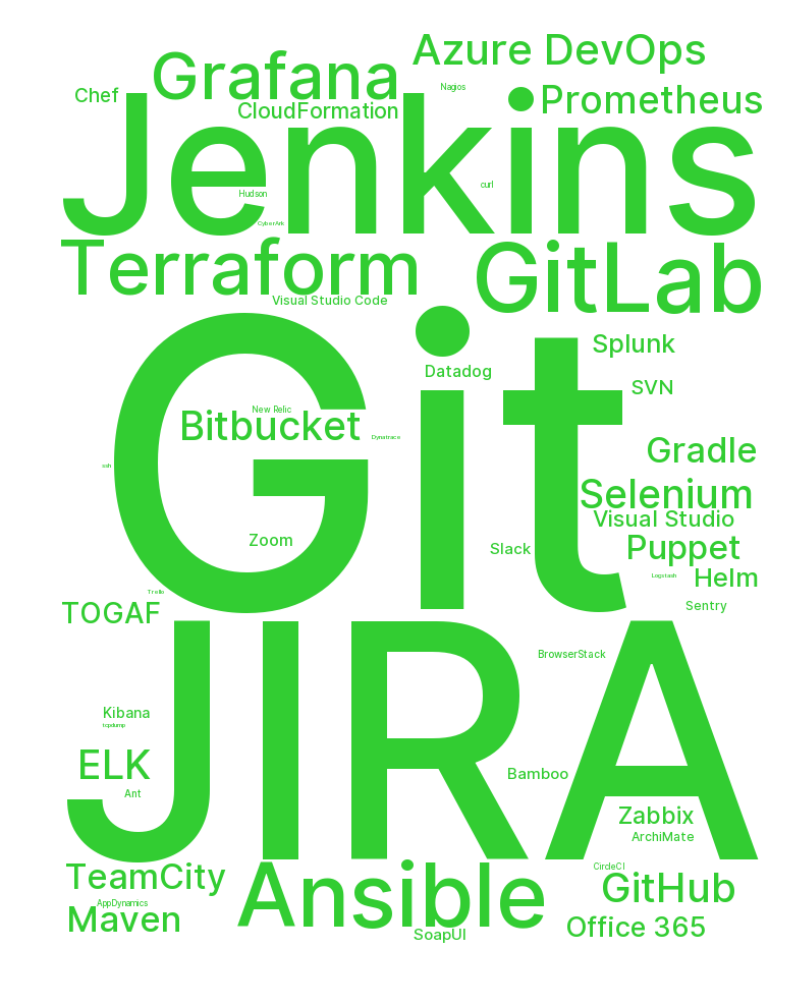 Azure DevOps
Grafana
Nagios
Chef
Prometheus
CloudFormation
Jenkins
curl
Hudson
CyberArk
Terraform
GitLab
Visual Studio Code
Git
Splunk
Datadog
SVN
New Relic
Bitbucket
Dynatrace
Gradle
ssh
Selenium
Visual Studio
Zoom
Slack
Puppet
Logstash
Helm
Trello
Sentry
TOGAF
JIRA
BrowserStack
Kibana
tcpdump
ELK
Bamboo
Ant
Zabbix
ArchiMate
CircleCI
TeamCity
Ansible
GitHub
AppDynamics
Maven
Office 365
SoapUI